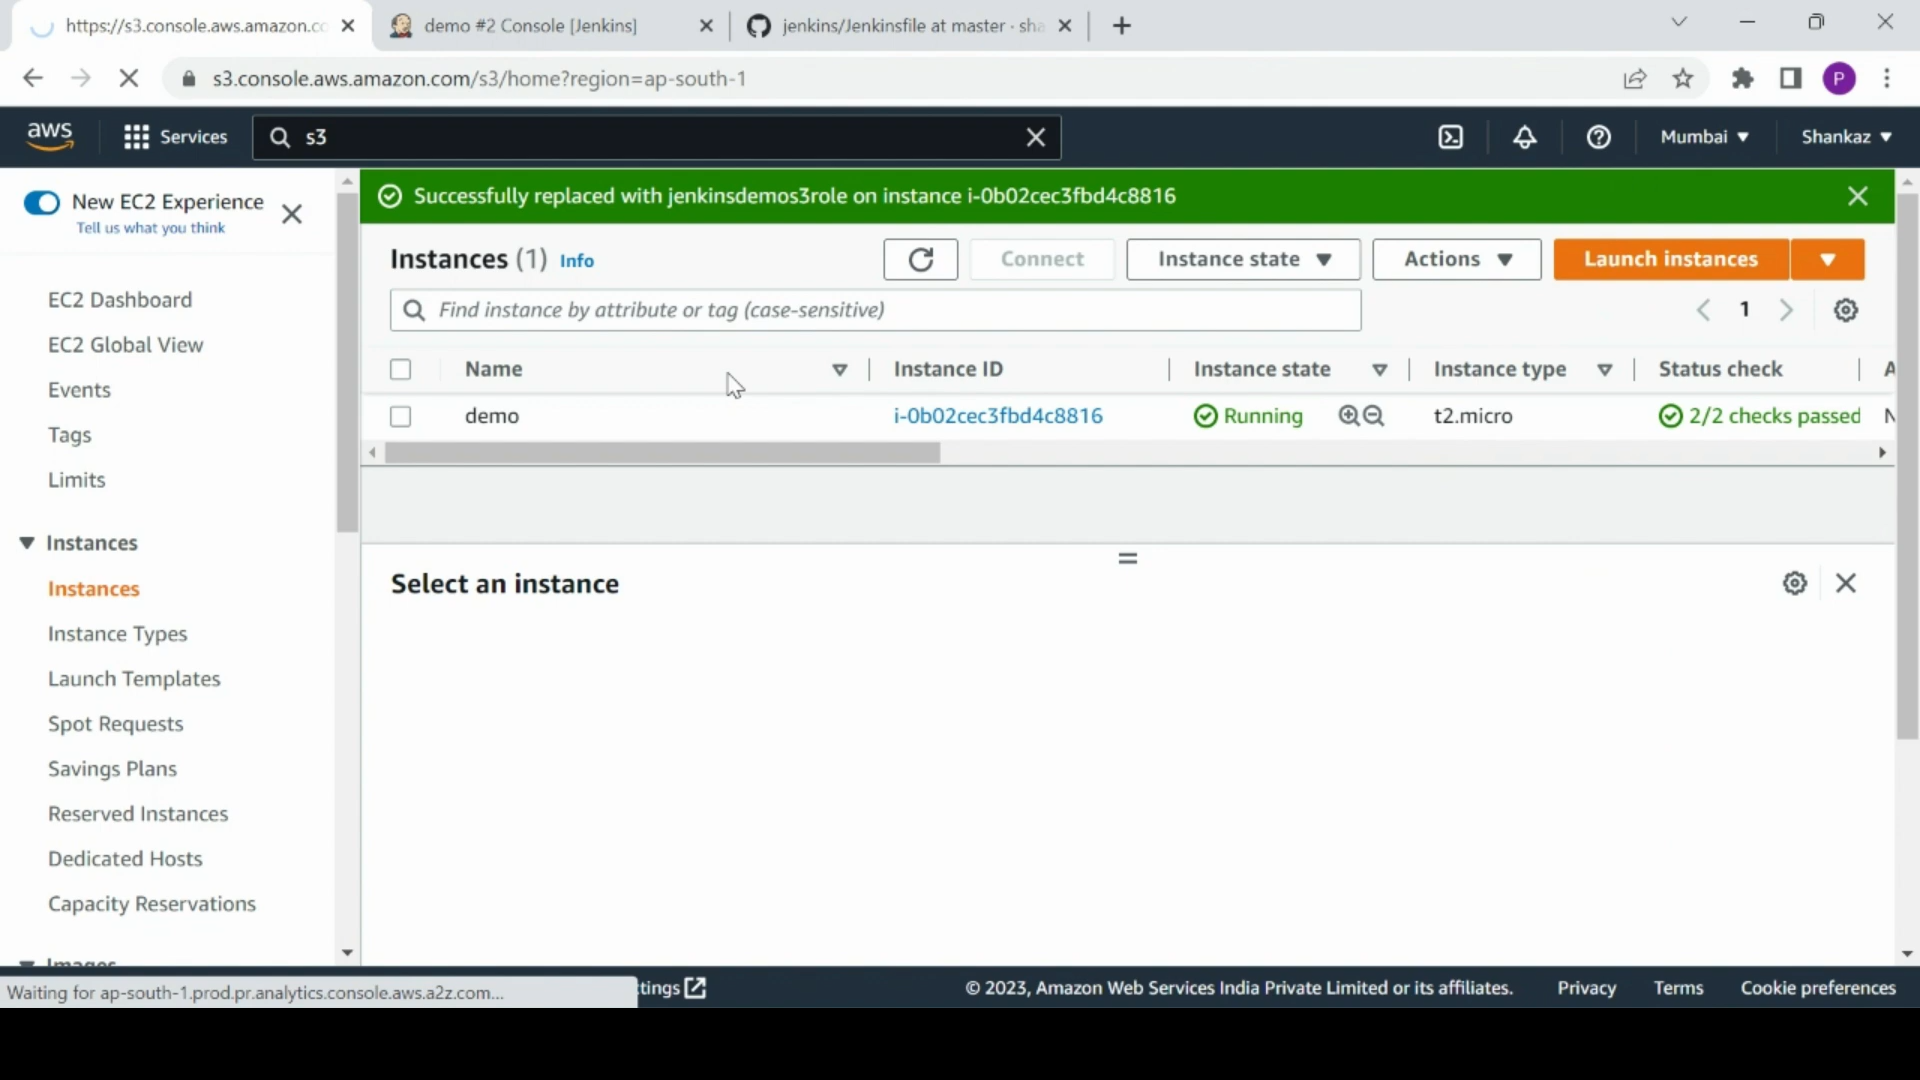 https://s3.console.aws.amazon.co
demo #2 Console [Jenkins]
jenkins/Jenkinsfile at master · sha
s3.console.aws.amazon.com/s3/home?region=ap-south-1
P
aws
Services
s3
Mumbai
Shankaz
New EC2 Experience
Tell us what you think
EC2 Dashboard
EC2 Global View
Events
Tags
Limits
Instances
Instances
Instance Types
Launch Templates
Spot Requests
Savings Plans
Reserved Instances
Dedicated Hosts
Capacity Reservations
Images
Successfully replaced with jenkinsdemos3role on instance i-0b02cec3fbd4c8816
Instances (1) Info
Connect
Instance state
Actions
Launch instances
Find instance by attribute or tag (case-sensitive)
1
Name Instance ID Instance state Instance type Status check A
demo i-0b02cec3fbd4c8816 Running t2.micro 2/2 checks passed N
Select an instance
Waiting for ap-south-1.prod.pr.analytics.console.aws.a2z.com...
tings
© 2023, Amazon Web Services India Private Limited or its affiliates.
Privacy
Terms
Cookie preferences